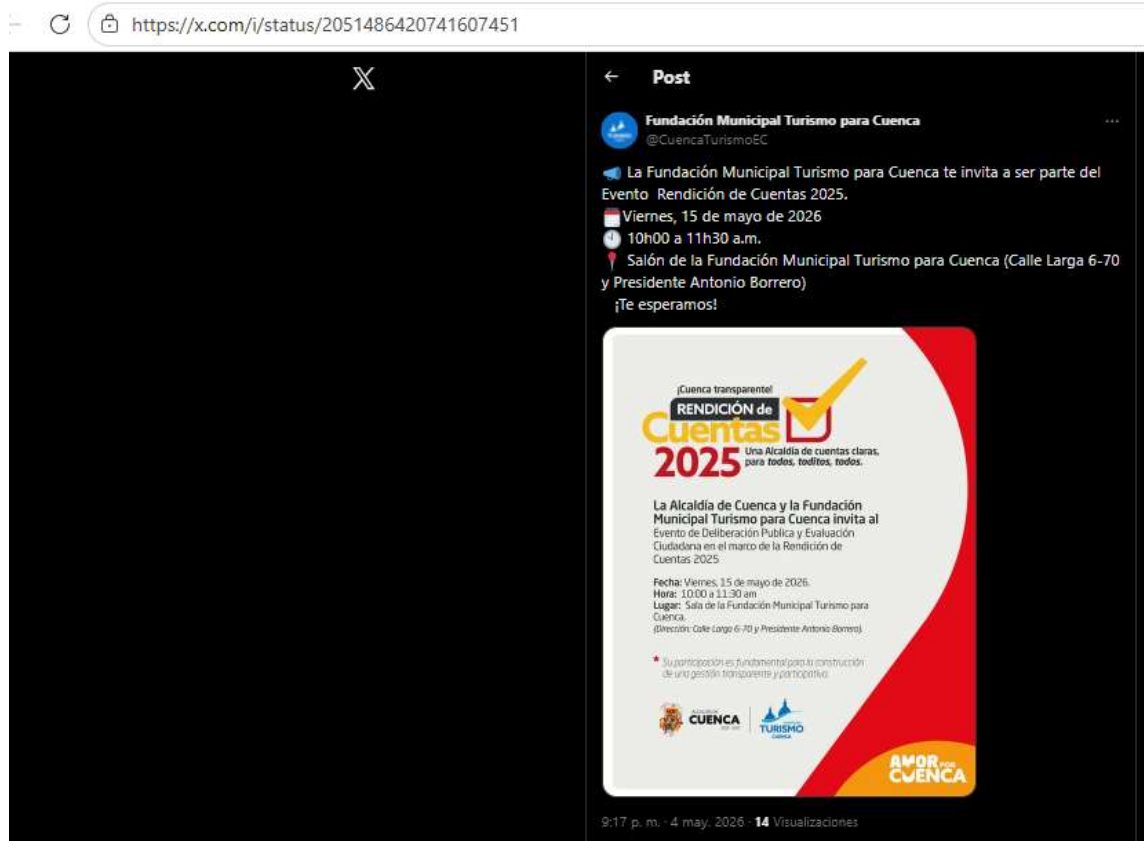 https://x.com/i/status/2051486420741607451
X
Post
Fundación Municipal Turismo para Cuenca
@CuencaTurismoEC
La Fundación Municipal Turismo para Cuenca te invita a ser parte del
Evento Rendición de Cuentas 2025.
Viernes, 15 de mayo de 2026
10h00 a 11h30 a.m.
Salón de la Fundación Municipal Turismo para Cuenca (Calle Larga 6-70
y Presidente Antonio Borrero)
¡Te esperamos!
¡Cuenca transparente!
RENDICIÓN de
Cuentas
2025
Una Alcaldía de cuentas claras,
para todos, toditos, todos.
La Alcaldía de Cuenca y la Fundación
Municipal Turismo para Cuenca invita al
Evento de Deliberación Publica y Evaluación
Ciudadana en el marco de la Rendición de
Cuentas 2025
Fecha: Viernes, 15 de mayo de 2026.
Hora: 10:00 a 11:30 am
Lugar: Sala de la Fundación Municipal Turismo para
Cuenca.
(Dirección: Calle Larga 6-70 y Presidente Antonio Borrero).
* Su participación es fundamental para la construcción
de una gestión transparente y participativa.
ALCALDÍA DE
CUENCA
TURISMO
CUENCA
AMOR POR
CUENCA
9:17 p. m. · 4 may. 2026 · 14 Visualizaciones